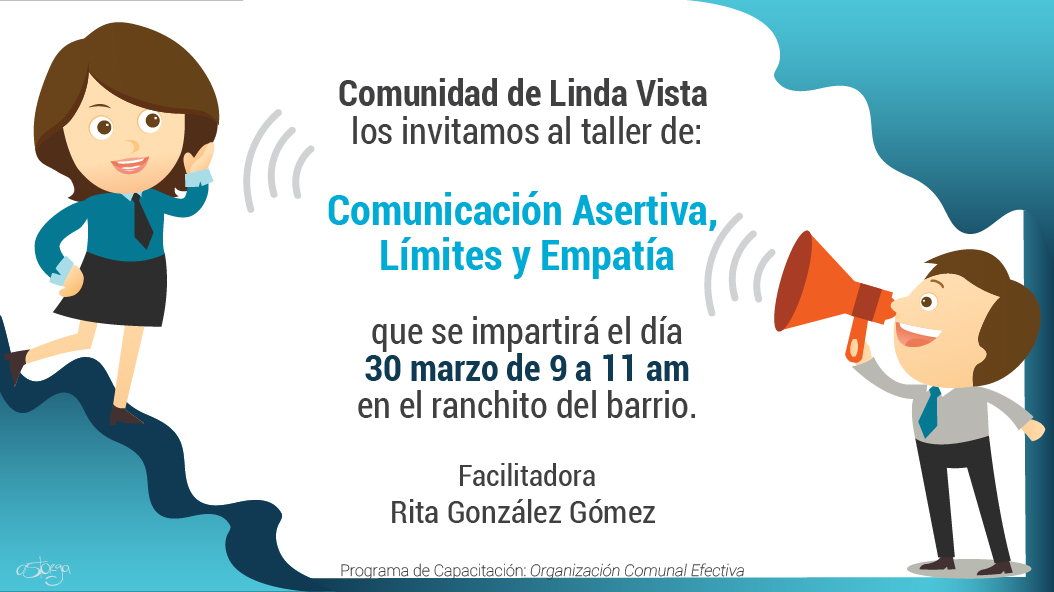 Comunidad de Linda Vista
los invitamos al taller de:
Comunicación Asertiva,
Límites y Empatía
que se impartirá el día
30 marzo de 9 a 11 am
en el ranchito del barrio.
Facilitadora
Rita González Gómez
Programa de Capacitación: Organización Comunal Efectiva